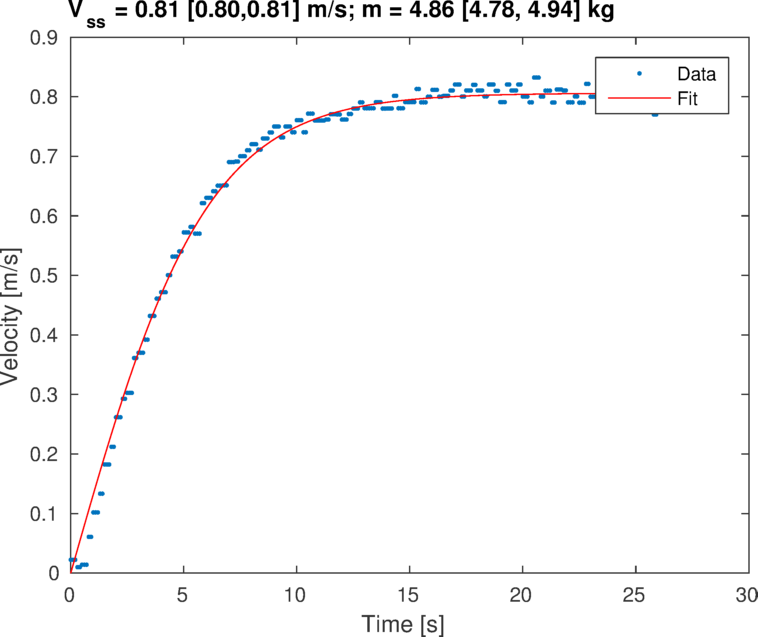 V_ss = 0.81 [0.80,0.81] m/s; m = 4.86 [4.78, 4.94] kg
0.9
0.8
0.7
0.6
0.5
0.4
0.3
0.2
0.1
0
Velocity [m/s]
Data
Fit
0 5 10 15 20 25 30
Time [s]